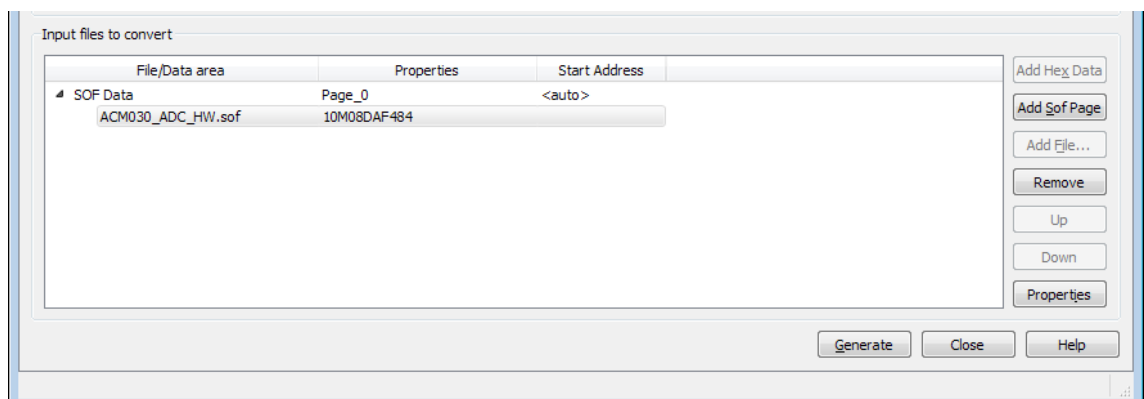 Input files to convert
File/Data area Properties Start Address
SOF Data Page_0 <auto>
ACM030_ADC_HW.sof 10M08DAF484
Add Hex Data
Add Sof Page
Add File...
Remove
Up
Down
Properties
Generate Close Help